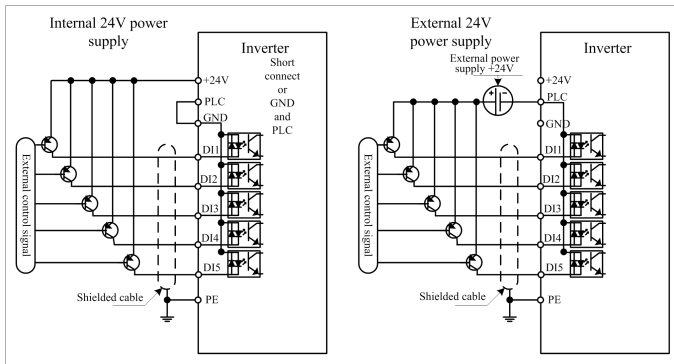 Internal 24V power
supply
Inverter
Short
connect
or
GND
and
PLC
+24V
PLC
GND
DI1
DI2
DI3
DI4
DI5
PE
External control signal
Shielded cable
External 24V
power supply
External power
supply +24V
Inverter
+24V
PLC
GND
DI1
DI2
DI3
DI4
DI5
PE
External control signal
Shielded cable